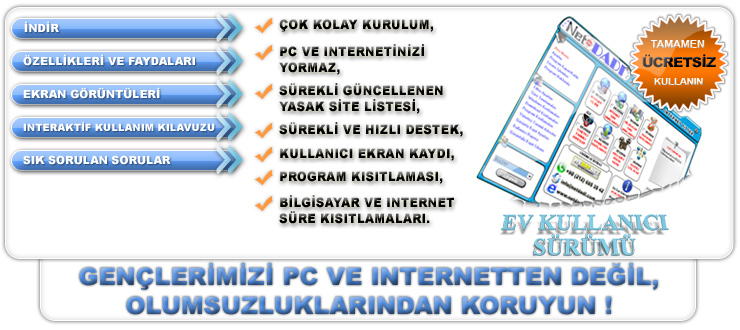 İNDİR
ÖZELLİKLERİ VE FAYDALARI
EKRAN GÖRÜNTÜLERİ
INTERAKTİF KULLANIM KILAVUZU
SIK SORULAN SORULAR
ÇOK KOLAY KURULUM,
PC VE INTERNETİNİZİ
YORMAZ,
SÜREKLİ GÜNCELLENEN
YASAK SİTE LİSTESİ,
SÜREKLİ VE HIZLI DESTEK,
KULLANICI EKRAN KAYDI,
PROGRAM KISITLAMASI,
BİLGİSAYAR VE INTERNET
SÜRE KISITLAMALARI.
TAMAMEN
ÜCRETSİZ
KULLANIN
EV KULLANICI
SÜRÜMÜ
GENÇLERİMİZİ PC VE INTERNETTEN DEĞİL,
OLUMSUZLUKLARINDAN KORUYUN !